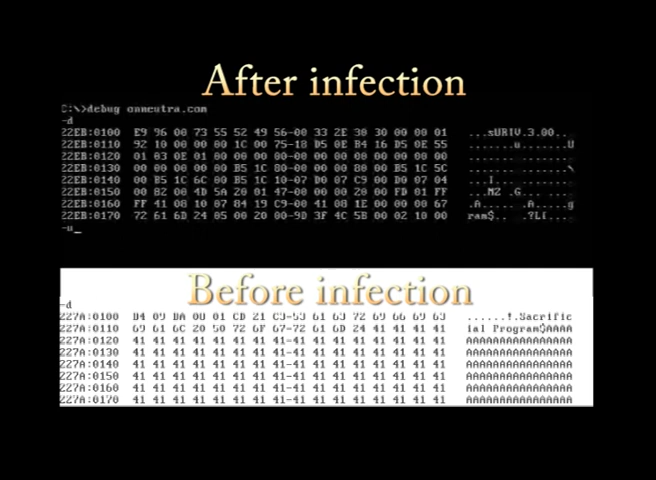 After infection
C:\>debug onneutra.com
-d
22EB:0100 E9 96 00 73 55 52 49 56-00 33 2E 30 30 00 00 01 ...sURIV.3.00..
22EB:0110 92 10 00 00 00 1C 00 75-18 D5 0E B4 16 D5 0E 55 .......u.......U
22EB:0120 01 03 0E 01 00 00 00 00-00 00 00 00 00 00 00 00 ................
22EB:0130 00 00 00 00 00 B5 1C 80-00 00 00 80 00 B5 1C 5C ...............\
22EB:0140 00 B5 1C 6C 00 B5 1C 10-07 D0 07 C9 00 D0 07 04
22EB:0150 00 82 00 4D 5A 20 01 47-00 00 00 20 00 FD 01 FF ...MZ .G... ....
22EB:0160 FF 41 08 10 07 84 19 C9-00 41 08 1E 00 00 00 67 .A.......A.....g
22EB:0170 72 61 6D 24 05 00 20 00-9D 3F 4C 5B 00 02 10 00 ram$.. ..?L[....
-u_
Before infection
-d
227A:0100 B4 09 BA 08 01 CD 21 C3-53 61 63 72 69 66 69 63 ......!.Sacrific
227A:0110 69 61 6C 20 50 72 6F 67-72 61 6D 24 41 41 41 41 ial Program$AAAA
227A:0120 41 41 41 41 41 41 41 41-41 41 41 41 41 41 41 41 AAAAAAAAAAAAAAAA
227A:0130 41 41 41 41 41 41 41 41-41 41 41 41 41 41 41 41 AAAAAAAAAAAAAAAA
227A:0140 41 41 41 41 41 41 41 41-41 41 41 41 41 41 41 41 AAAAAAAAAAAAAAAA
227A:0150 41 41 41 41 41 41 41 41-41 41 41 41 41 41 41 41 AAAAAAAAAAAAAAAA
227A:0160 41 41 41 41 41 41 41 41-41 41 41 41 41 41 41 41 AAAAAAAAAAAAAAAA
227A:0170 41 41 41 41 41 41 41 41-41 41 41 41 41 41 41 41 AAAAAAAAAAAAAAAA